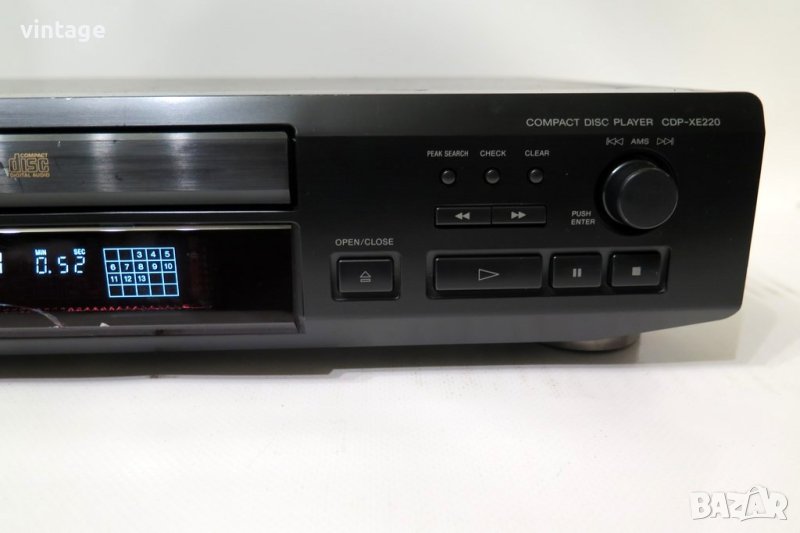 vintage
COMPACT DISC PLAYER CDP-XE220
AMS
PEAK SEARCH CHECK CLEAR
COMPACT
disc
DIGITAL AUDIO
PUSH
ENTER
OPEN/CLOSE
MIN SEC
0.52
3 4 5
6 7 8 9 10
11 12 13
BAZAR